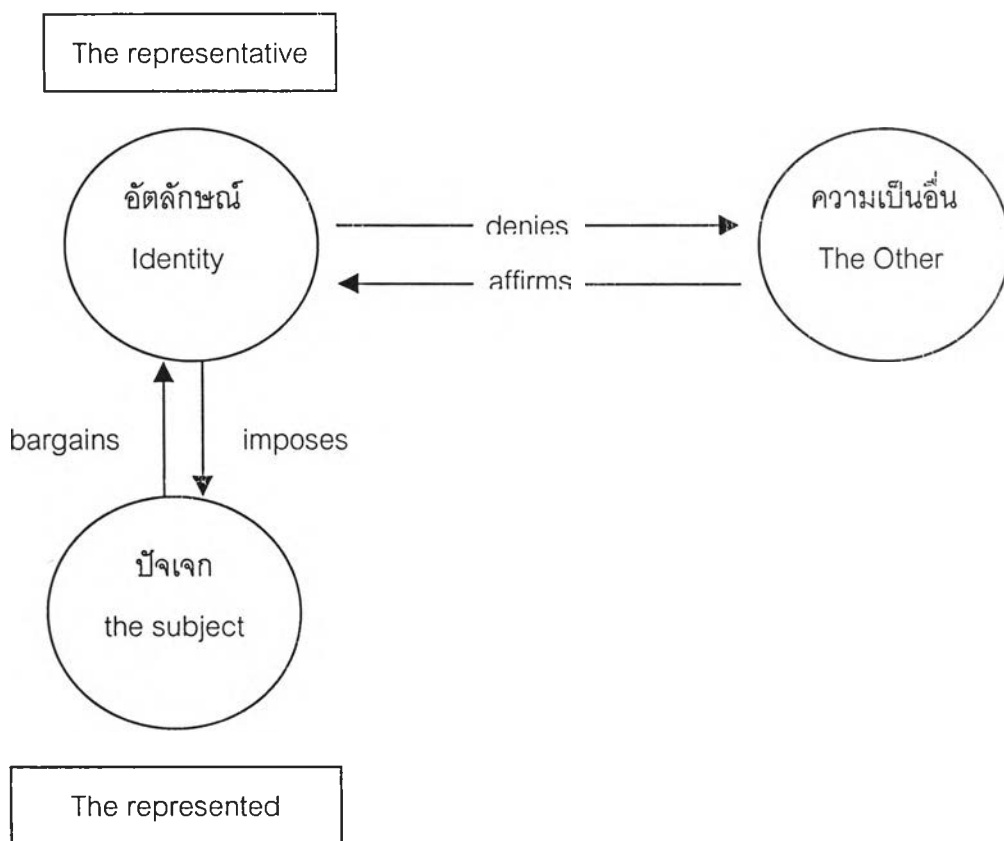 The representative
อัตลักษณ์
Identity
denies
affirms
ความเป็นอื่น
The Other
bargains
imposes
ปัจเจก
the subject
The represented